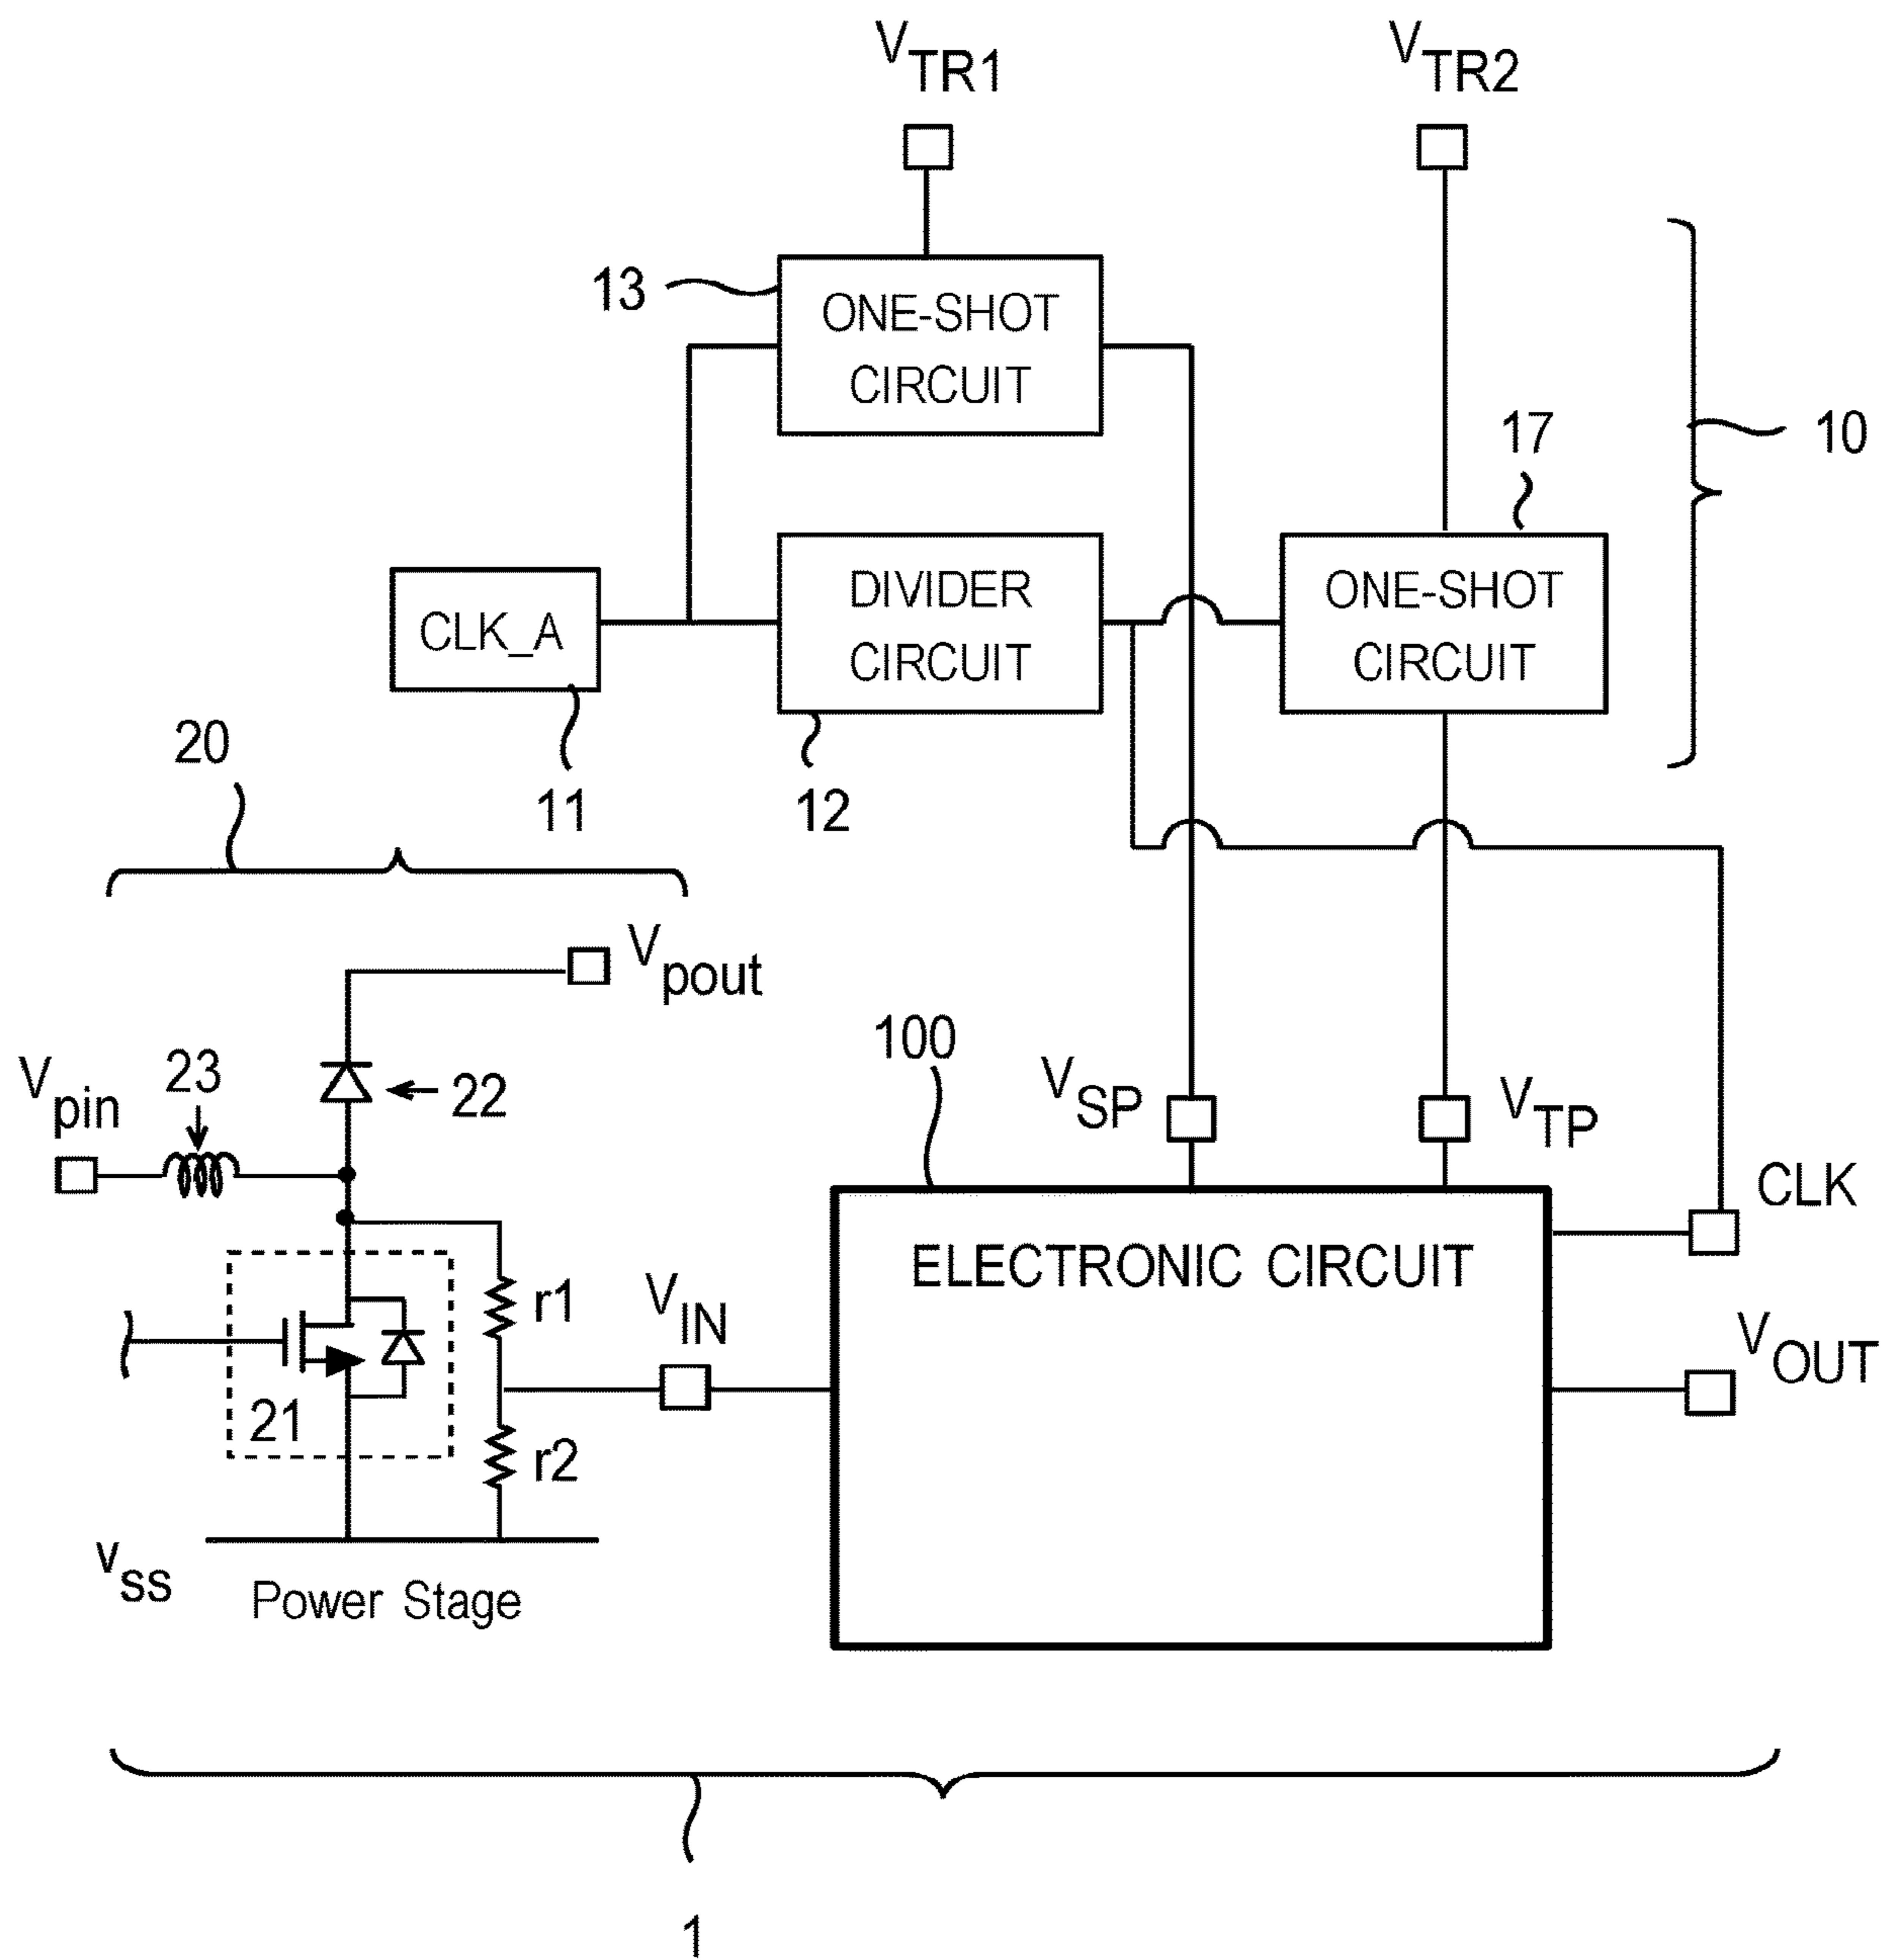 VTR1
VTR2
13
ONE-SHOT
CIRCUIT
10
17
CLK_A
DIVIDER
CIRCUIT
ONE-SHOT
CIRCUIT
20
11
12
Vpout
100
Vpin
23
22
VSP
VTP
CLK
ELECTRONIC CIRCUIT
r1
VIN
VOUT
21
r2
vss
Power Stage
1